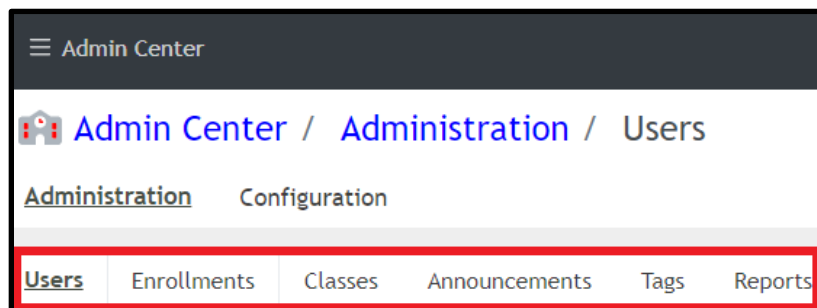 ☰ Admin Center
Admin Center / Administration / Users
Administration Configuration
Users Enrollments Classes Announcements Tags Reports